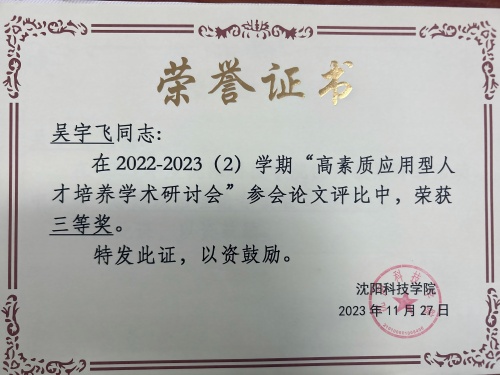 荣誉证书
吴宇飞同志:
在 2022-2023（2）学期“高素质应用型人
才培养学术研讨会”参会论文评比中，荣获
三等奖。
特发此证，以资鼓励。
沈阳科技学院
2023 年 11 月 27 日